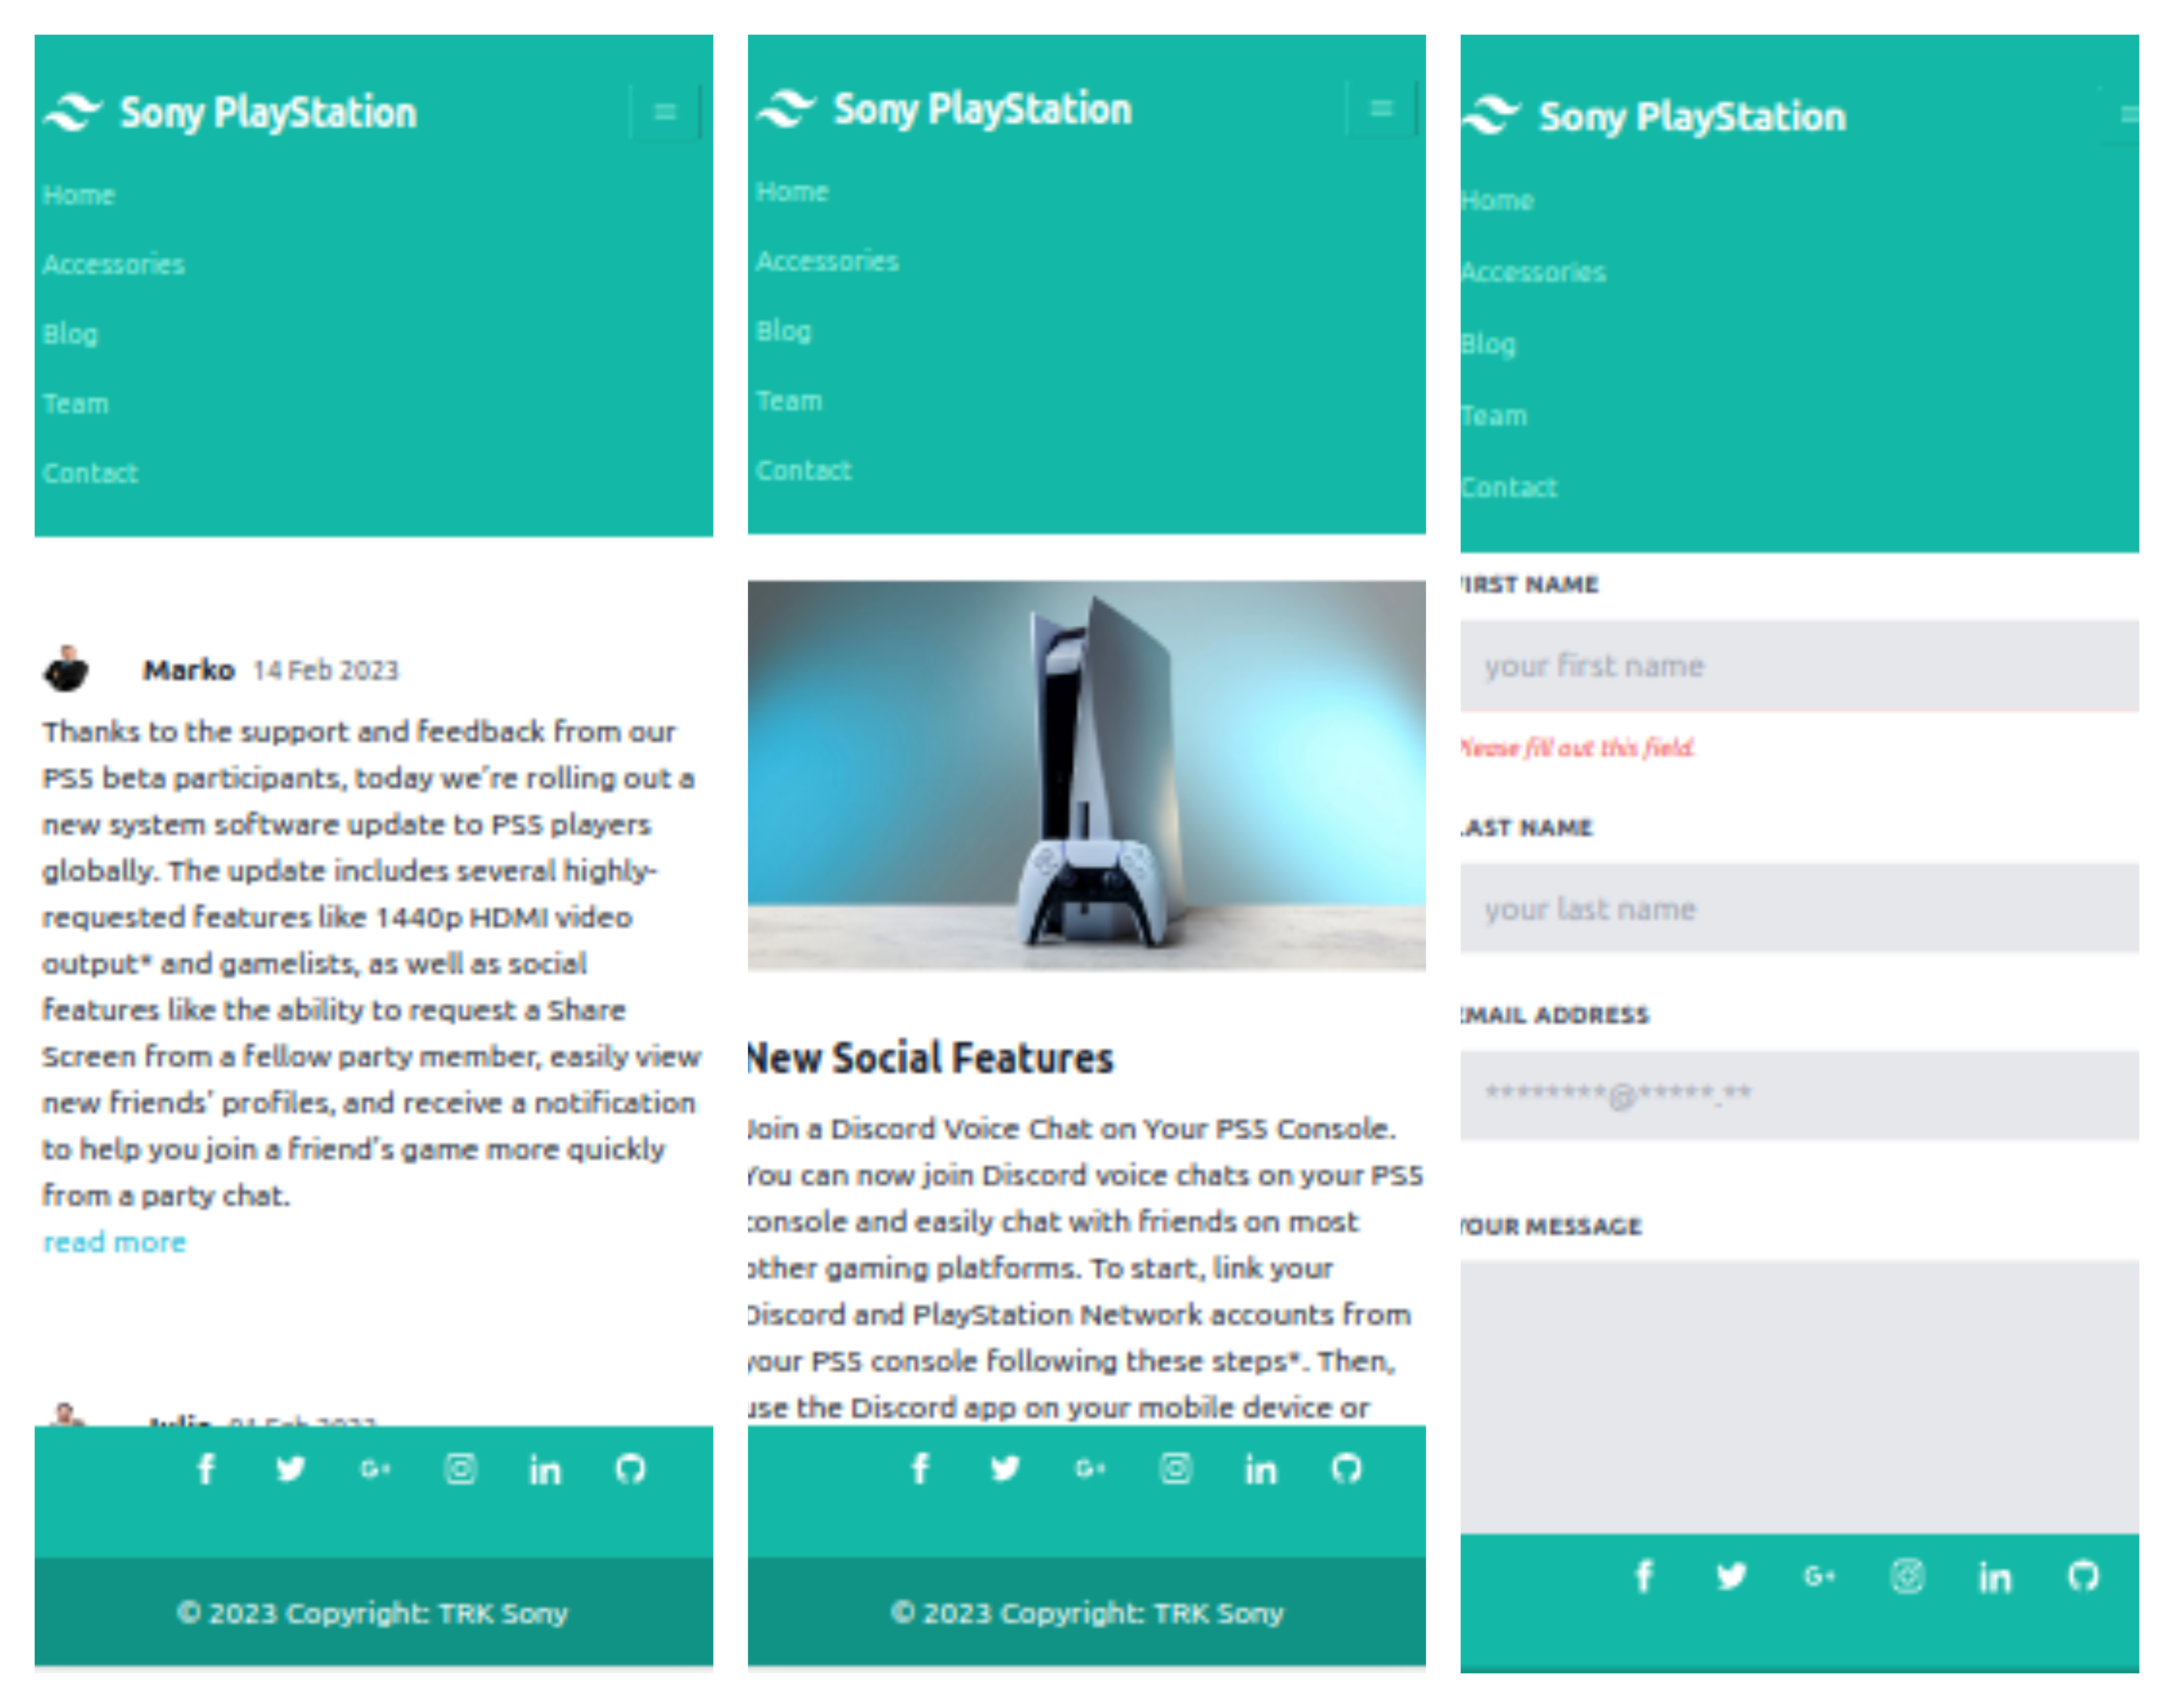 Sony PlayStation
Home
Accessories
Blog
Team
Contact
Marko 14 Feb 2023
Thanks to the support and feedback from our
PS5 beta participants, today we're rolling out a
new system software update to PS5 players
globally. The update includes several highly-
requested features like 1440p HDMI video
output* and gamelists, as well as social
features like the ability to request a Share
Screen from a fellow party member, easily view
new friends' profiles, and receive a notification
to help you join a friend's game more quickly
from a party chat.
read more
© 2023 Copyright: TRK Sony
Sony PlayStation
Home
Accessories
Blog
Team
Contact
New Social Features
Join a Discord Voice Chat on Your PS5 Console.
You can now join Discord voice chats on your PS5
console and easily chat with friends on most
other gaming platforms. To start, link your
Discord and PlayStation Network accounts from
your PS5 console following these steps*. Then,
use the Discord app on your mobile device or
© 2023 Copyright: TRK Sony
Sony PlayStation
Home
Accessories
Blog
Team
Contact
FIRST NAME
your first name
Please fill out this field.
LAST NAME
your last name
EMAIL ADDRESS
********@*****.**
YOUR MESSAGE